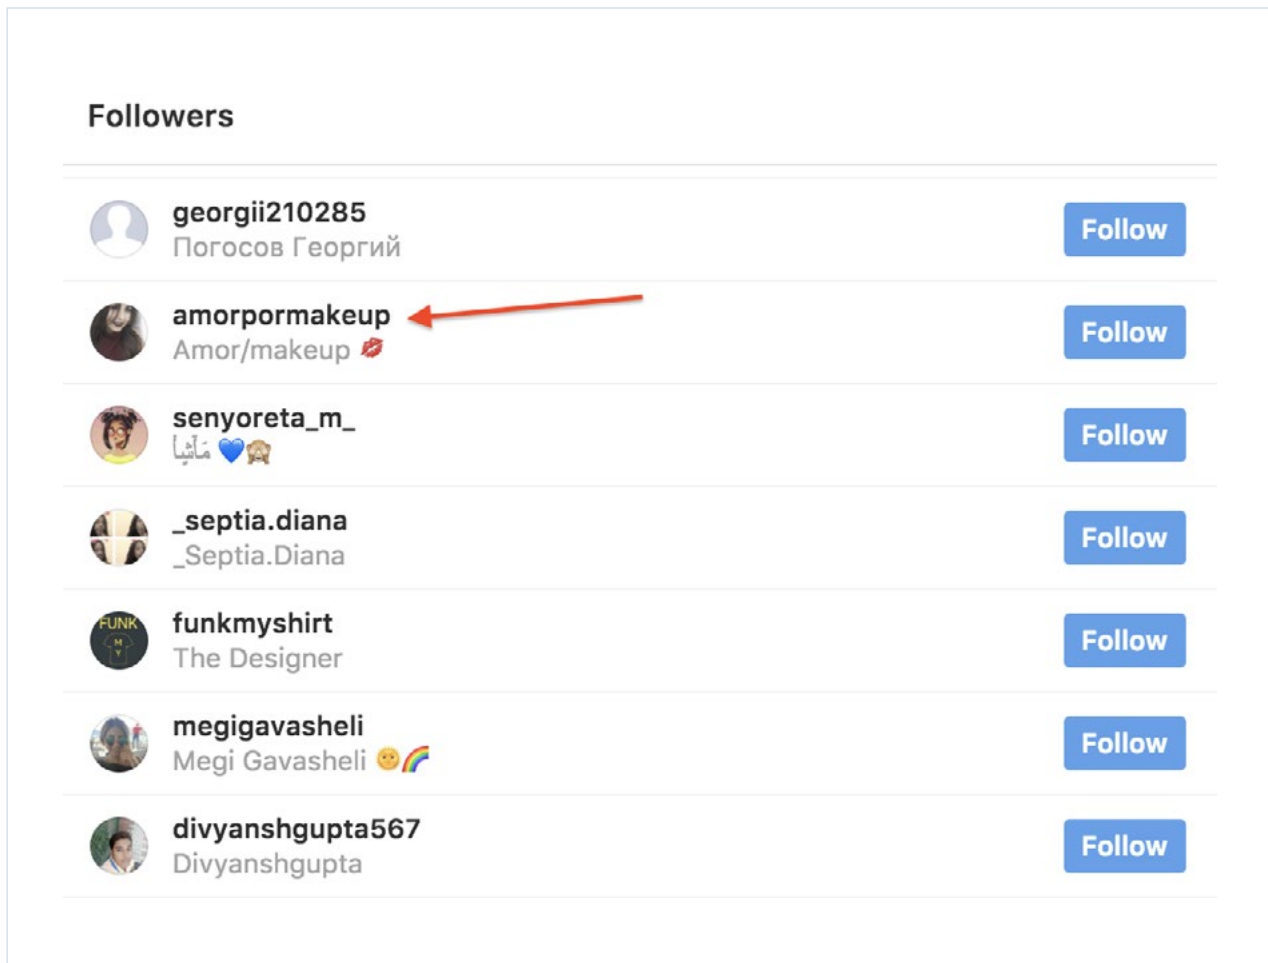 Followers
georgii210285
Погосов Георгий
Follow
amorpormakeup
Amor/makeup 💋
Follow
senyoreta_m_
💙🙈
Follow
_septia.diana
_Septia.Diana
Follow
FUNK
M
Y
funkmyshirt
The Designer
Follow
megigavasheli
Megi Gavasheli 🌝🌈
Follow
divyanshgupta567
Divyanshgupta
Follow